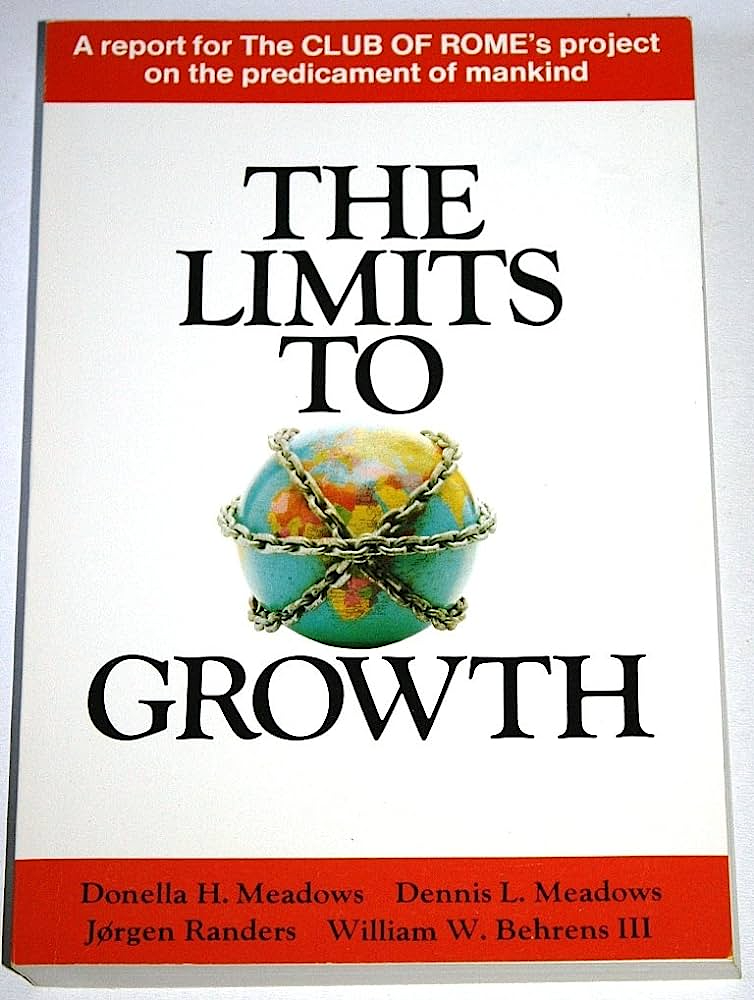 A report for The CLUB OF ROME's project
on the predicament of mankind
THE
LIMITS
TO
GROWTH
Donella H. Meadows Dennis L. Meadows
Jørgen Randers William W. Behrens III